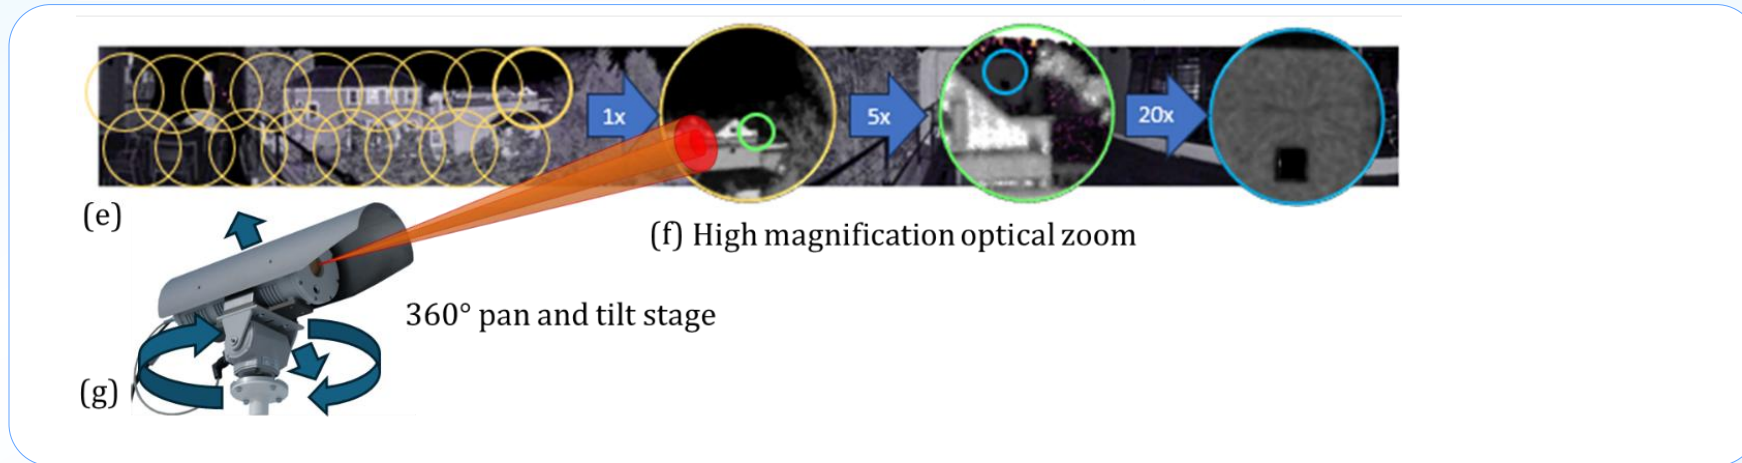 1x
5x
20x
(e)
(f) High magnification optical zoom
360° pan and tilt stage
(g)